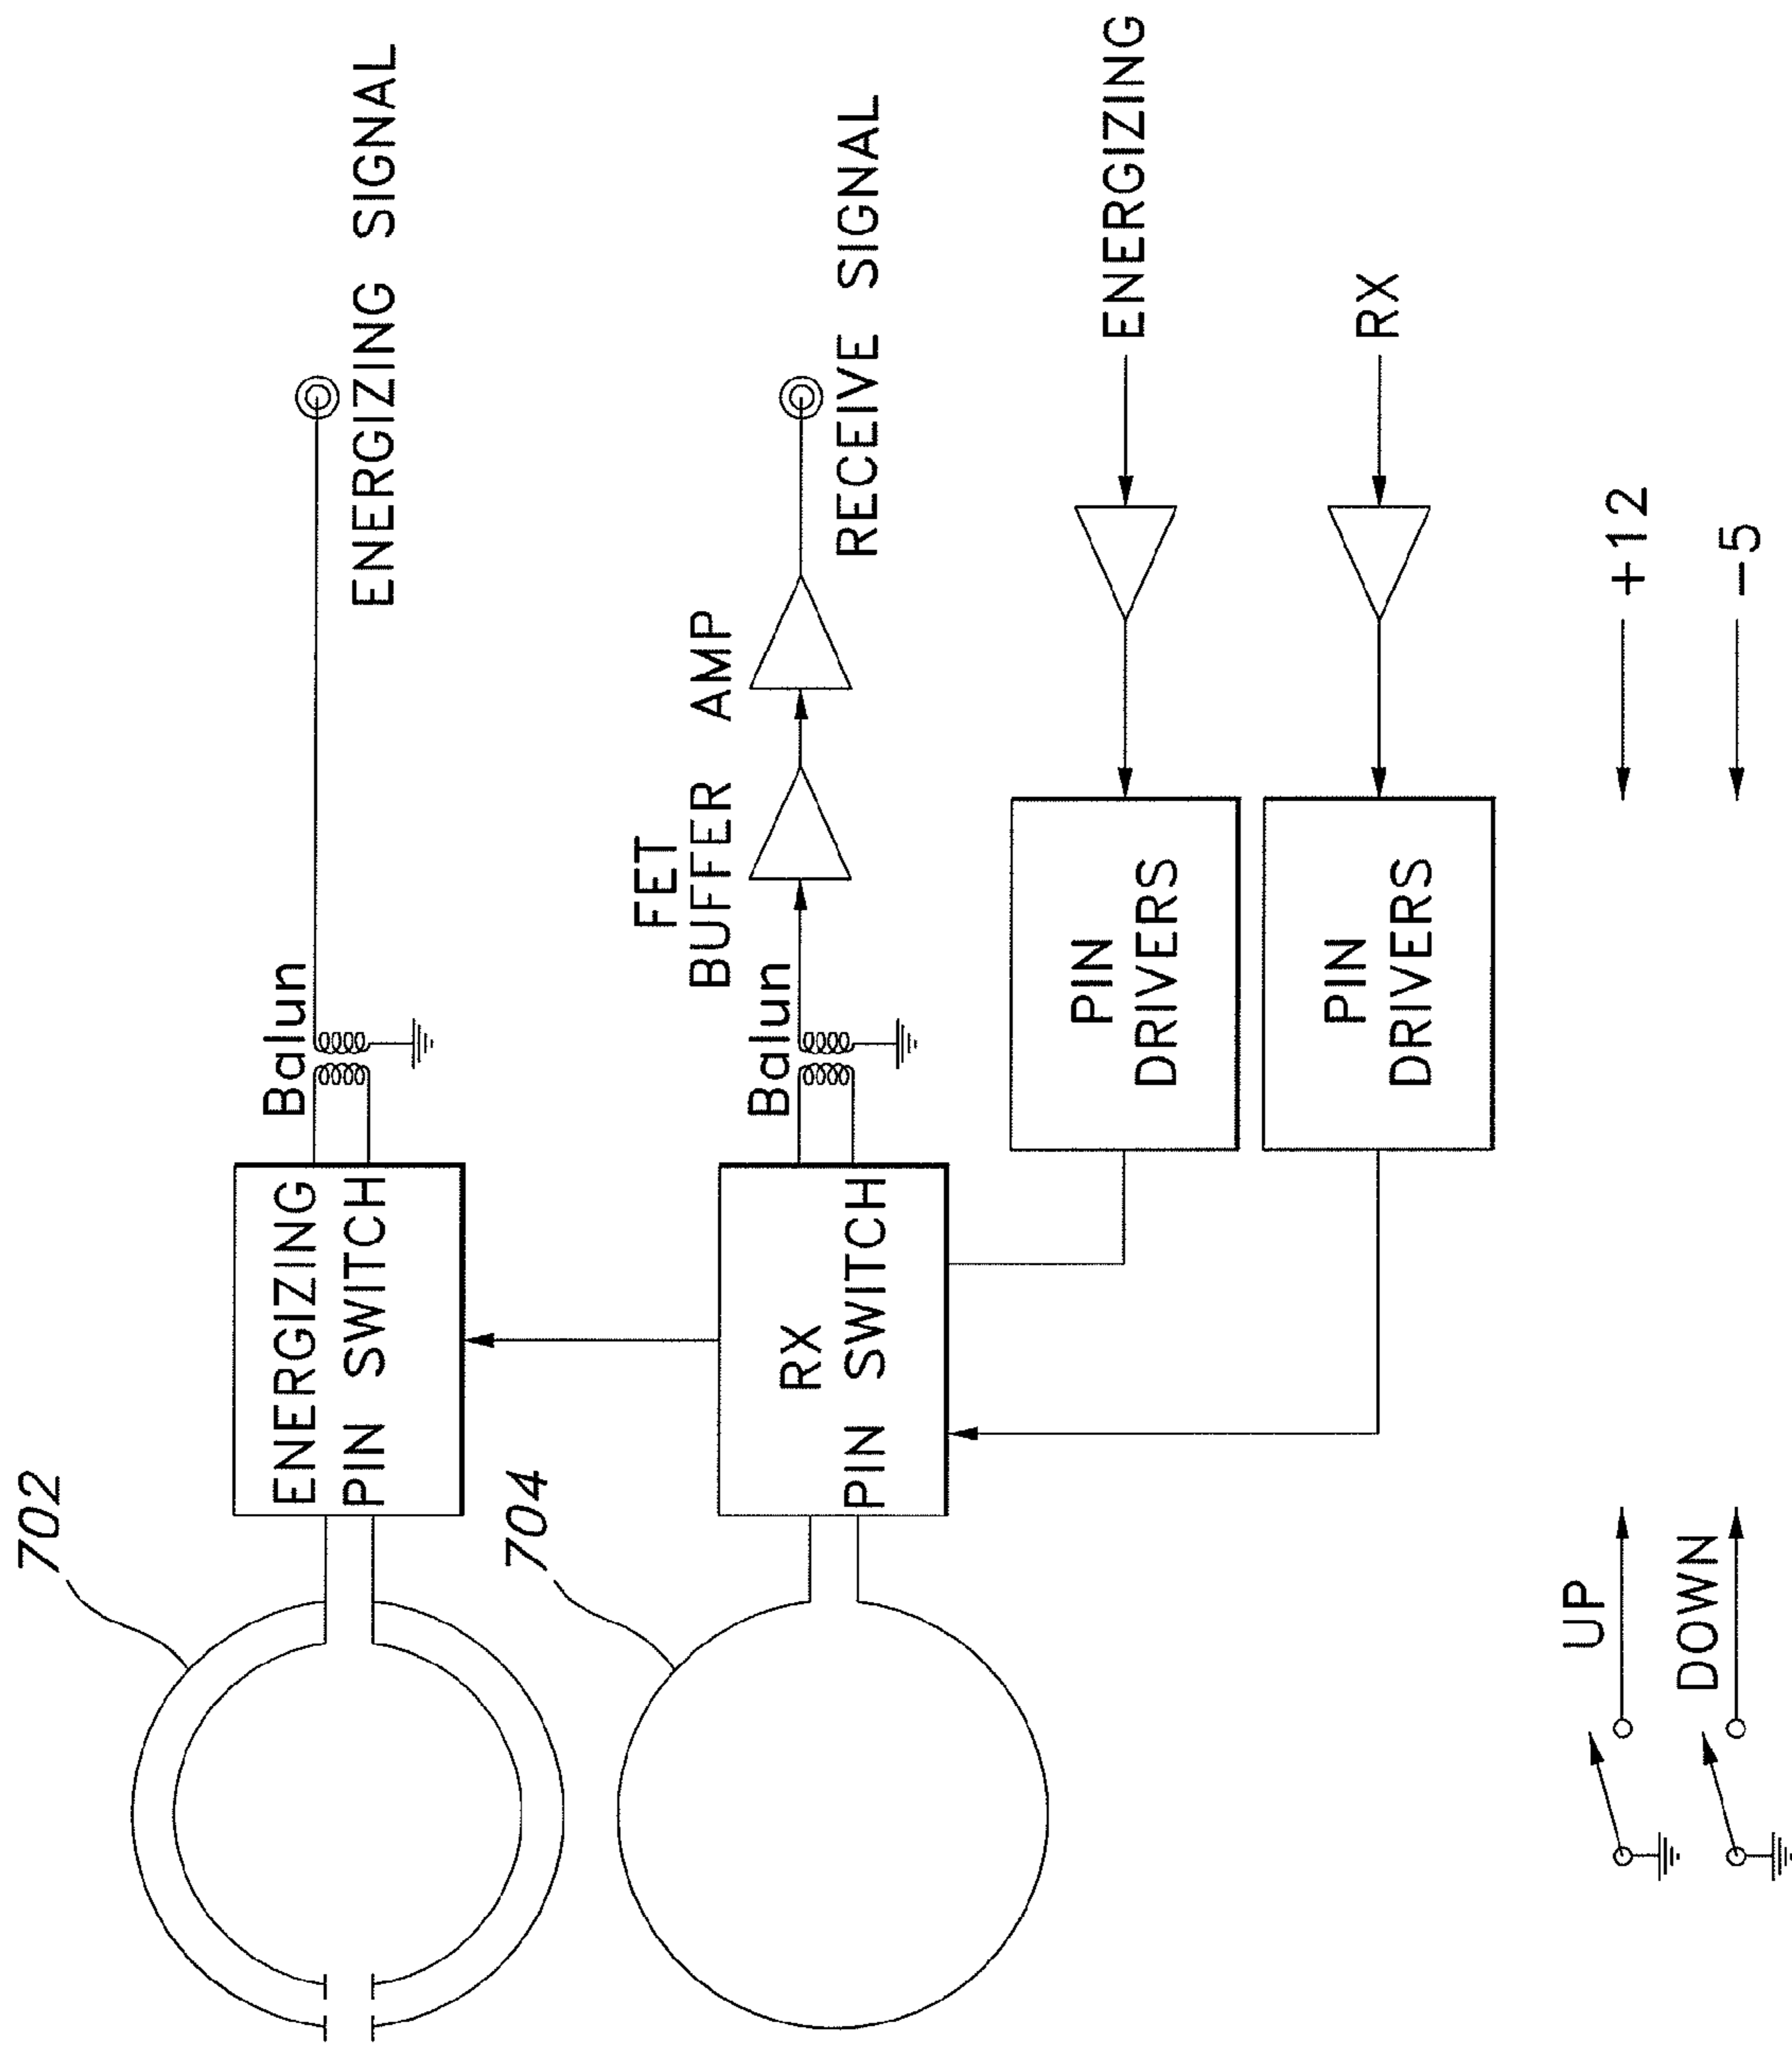 702
ENERGIZING
PIN SWITCH
Balun
ENERGIZING SIGNAL
704
RX
PIN SWITCH
Balun
FET
BUFFER AMP
RECEIVE SIGNAL
PIN
DRIVERS
ENERGIZING
PIN
DRIVERS
RX
UP
+12
DOWN
-5